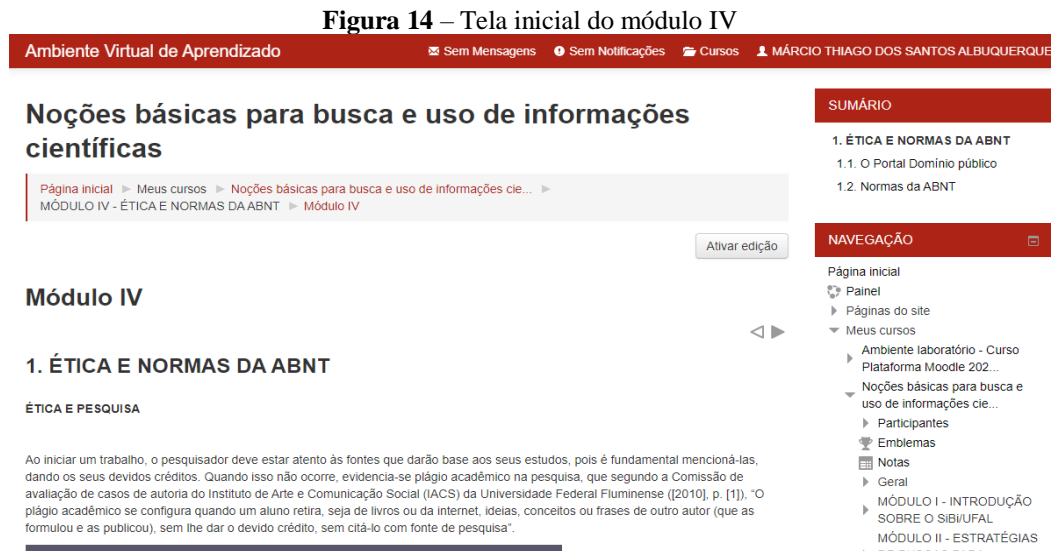 Figura 14 – Tela inicial do módulo IV
Ambiente Virtual de Aprendizado
Sem Mensagens
Sem Notificações
Cursos
MÁRCIO THIAGO DOS SANTOS ALBUQUERQUE
Noções básicas para busca e uso de informações
científicas
Página inicial ► Meus cursos ► Noções básicas para busca e uso de informações cie... ►
MÓDULO IV - ÉTICA E NORMAS DA ABNT ► Módulo IV
Ativar edição
Módulo IV
1. ÉTICA E NORMAS DA ABNT
ÉTICA E PESQUISA
Ao iniciar um trabalho, o pesquisador deve estar atento às fontes que darão base aos seus estudos, pois é fundamental mencioná-las,
dando os seus devidos créditos. Quando isso não ocorre, evidencia-se plágio acadêmico na pesquisa, que segundo a Comissão de
avaliação de casos de autoria do Instituto de Arte e Comunicação Social (IACS) da Universidade Federal Fluminense ([2010], p. [1]), “O
plágio acadêmico se configura quando um aluno retira, seja de livros ou da internet, ideias, conceitos ou frases de outro autor (que as
formulou e as publicou), sem lhe dar o devido crédito, sem citá-lo com fonte de pesquisa”.
SUMÁRIO
1. ÉTICA E NORMAS DA ABNT
1.1. O Portal Domínio público
1.2. Normas da ABNT
NAVEGAÇÃO
Página inicial
Painel
Páginas do site
Meus cursos
Ambiente laboratório - Curso
Plataforma Moodle 202...
Noções básicas para busca e
uso de informações cie...
Participantes
Emblemas
Notas
Geral
MÓDULO I - INTRODUÇÃO
SOBRE O SiBi/UFAL
MÓDULO II - ESTRATÉGIAS